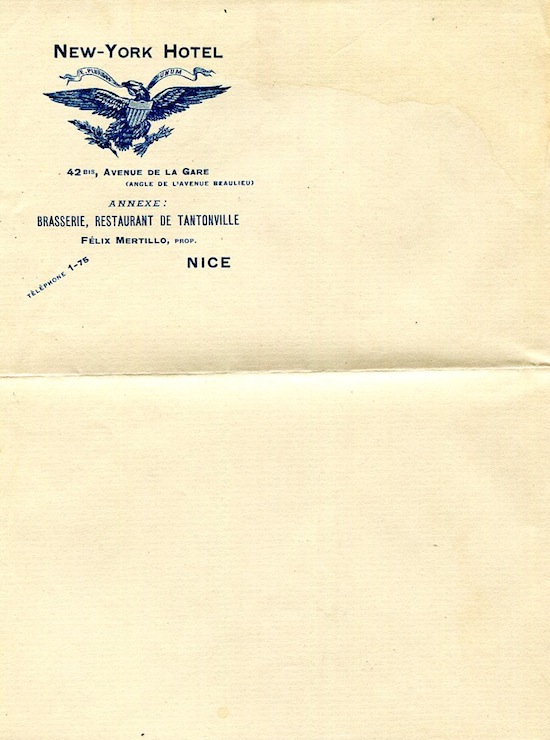 New-York Hotel
E. PLURIBUS UNUM
42 BIS, Avenue de la Gare
(ANGLE DE L'AVENUE BEAULIEU)
ANNEXE:
BRASSERIE, RESTAURANT DE TANTONVILLE
Félix Mertillo, PROP.
TÉLÉPHONE 1-75
NICE